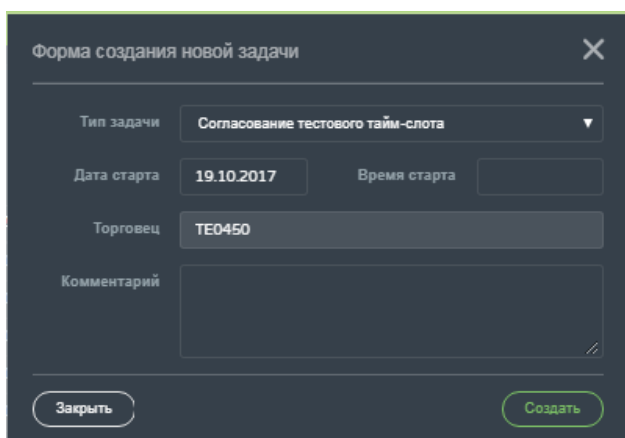 Форма создания новой задачи
Тип задачи Согласование тестового тайм-слота
Дата старта 19.10.2017 Время старта
Торговец TE0450
Комментарий
Закрыть Создать